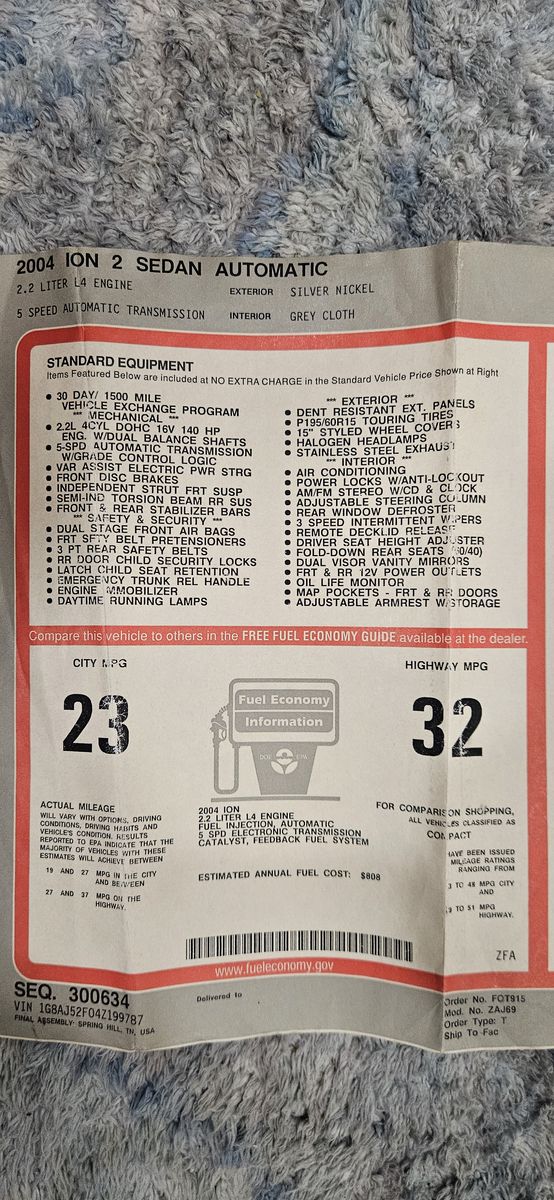 2004 ION 2 SEDAN AUTOMATIC
2.2 LITER L4 ENGINE EXTERIOR SILVER NICKEL
5 SPEED AUTOMATIC TRANSMISSION INTERIOR GREY CLOTH
STANDARD EQUIPMENT
Items Featured Below are included at NO EXTRA CHARGE in the Standard Vehicle Price Shown at Right
• 30 DAY/ 1500 MILE
VEHICLE EXCHANGE PROGRAM
*** MECHANICAL ***
• 2.2L 4CYL DOHC 16V 140 HP
ENG. W/DUAL BALANCE SHAFTS
• 5-SPD AUTOMATIC TRANSMISSION
W/GRADE CONTROL LOGIC
• VAR ASSIST ELECTRIC PWR STRG
• FRONT DISC BRAKES
• INDEPENDENT STRUT FRT SUSP
• SEMI-IND TORSION BEAM RR SUS
• FRONT & REAR STABILIZER BARS
*** SAFETY & SECURITY ***
• DUAL STAGE FRONT AIR BAGS
• FRT SFTY BELT PRETENSIONERS
• 3 PT REAR SAFETY BELTS
• RR DOOR CHILD SECURITY LOCKS
• LATCH CHILD SEAT RETENTION
• EMERGENCY TRUNK REL HANDLE
• ENGINE IMMOBILIZER
• DAYTIME RUNNING LAMPS
*** EXTERIOR ***
• DENT RESISTANT EXT. PANELS
• P195/60R15 TOURING TIRES
• 15" STYLED WHEEL COVERS
• HALOGEN HEADLAMPS
• STAINLESS STEEL EXHAUST
*** INTERIOR ***
• AIR CONDITIONING
• POWER LOCKS W/ANTI-LOCKOUT
• AM/FM STEREO W/CD & CLOCK
• ADJUSTABLE STEERING COLUMN
• REAR WINDOW DEFROSTER
• 3 SPEED INTERMITTENT WIPERS
• REMOTE DECKLID RELEASE
• DRIVER SEAT HEIGHT ADJUSTER
• FOLD-DOWN REAR SEATS (60/40)
• DUAL VISOR VANITY MIRRORS
• FRT & RR 12V POWER OUTLETS
• OIL LIFE MONITOR
• MAP POCKETS - FRT & RR DOORS
• ADJUSTABLE ARMREST W/STORAGE
Compare this vehicle to others in the FREE FUEL ECONOMY GUIDE available at the dealer.
CITY MPG
23
Fuel Economy
Information
DOE EPA
HIGHWAY MPG
32
ACTUAL MILEAGE
WILL VARY WITH OPTIONS, DRIVING
CONDITIONS, DRIVING HABITS AND
VEHICLE'S CONDITION. RESULTS
REPORTED TO EPA INDICATE THAT THE
MAJORITY OF VEHICLES WITH THESE
ESTIMATES WILL ACHIEVE BETWEEN
19 AND 27 MPG IN THE CITY
AND BETWEEN
27 AND 37 MPG ON THE
HIGHWAY.
2004 ION
2.2 LITER L4 ENGINE
FUEL INJECTION, AUTOMATIC
5 SPD ELECTRONIC TRANSMISSION
CATALYST, FEEDBACK FUEL SYSTEM
ESTIMATED ANNUAL FUEL COST: $808
FOR COMPARISON SHOPPING,
ALL VEHICLES CLASSIFIED AS
COMPACT
HAVE BEEN ISSUED
MILEAGE RATINGS
RANGING FROM
TO 48 MPG CITY
AND
TO 51 MPG
HIGHWAY.
ZFA
www.fueleconomy.gov
SEQ. 300634
VIN 1G8AJ52F04Z199787
FINAL ASSEMBLY: SPRING HILL, TN, USA
Delivered to
Order No. FQT915
Mod. No. ZAJ69
Order Type: T
Ship To Fac